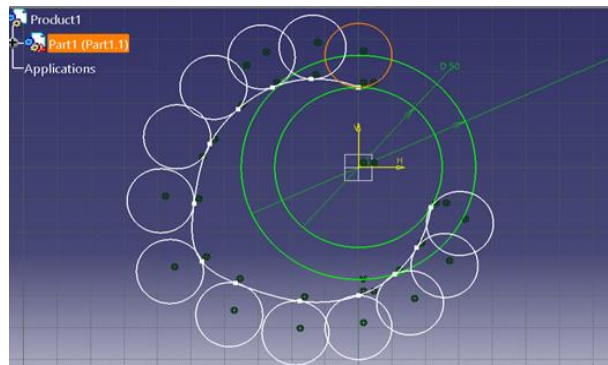 Product1
Part1 (Part1.1)
Applications
D 50
V
H